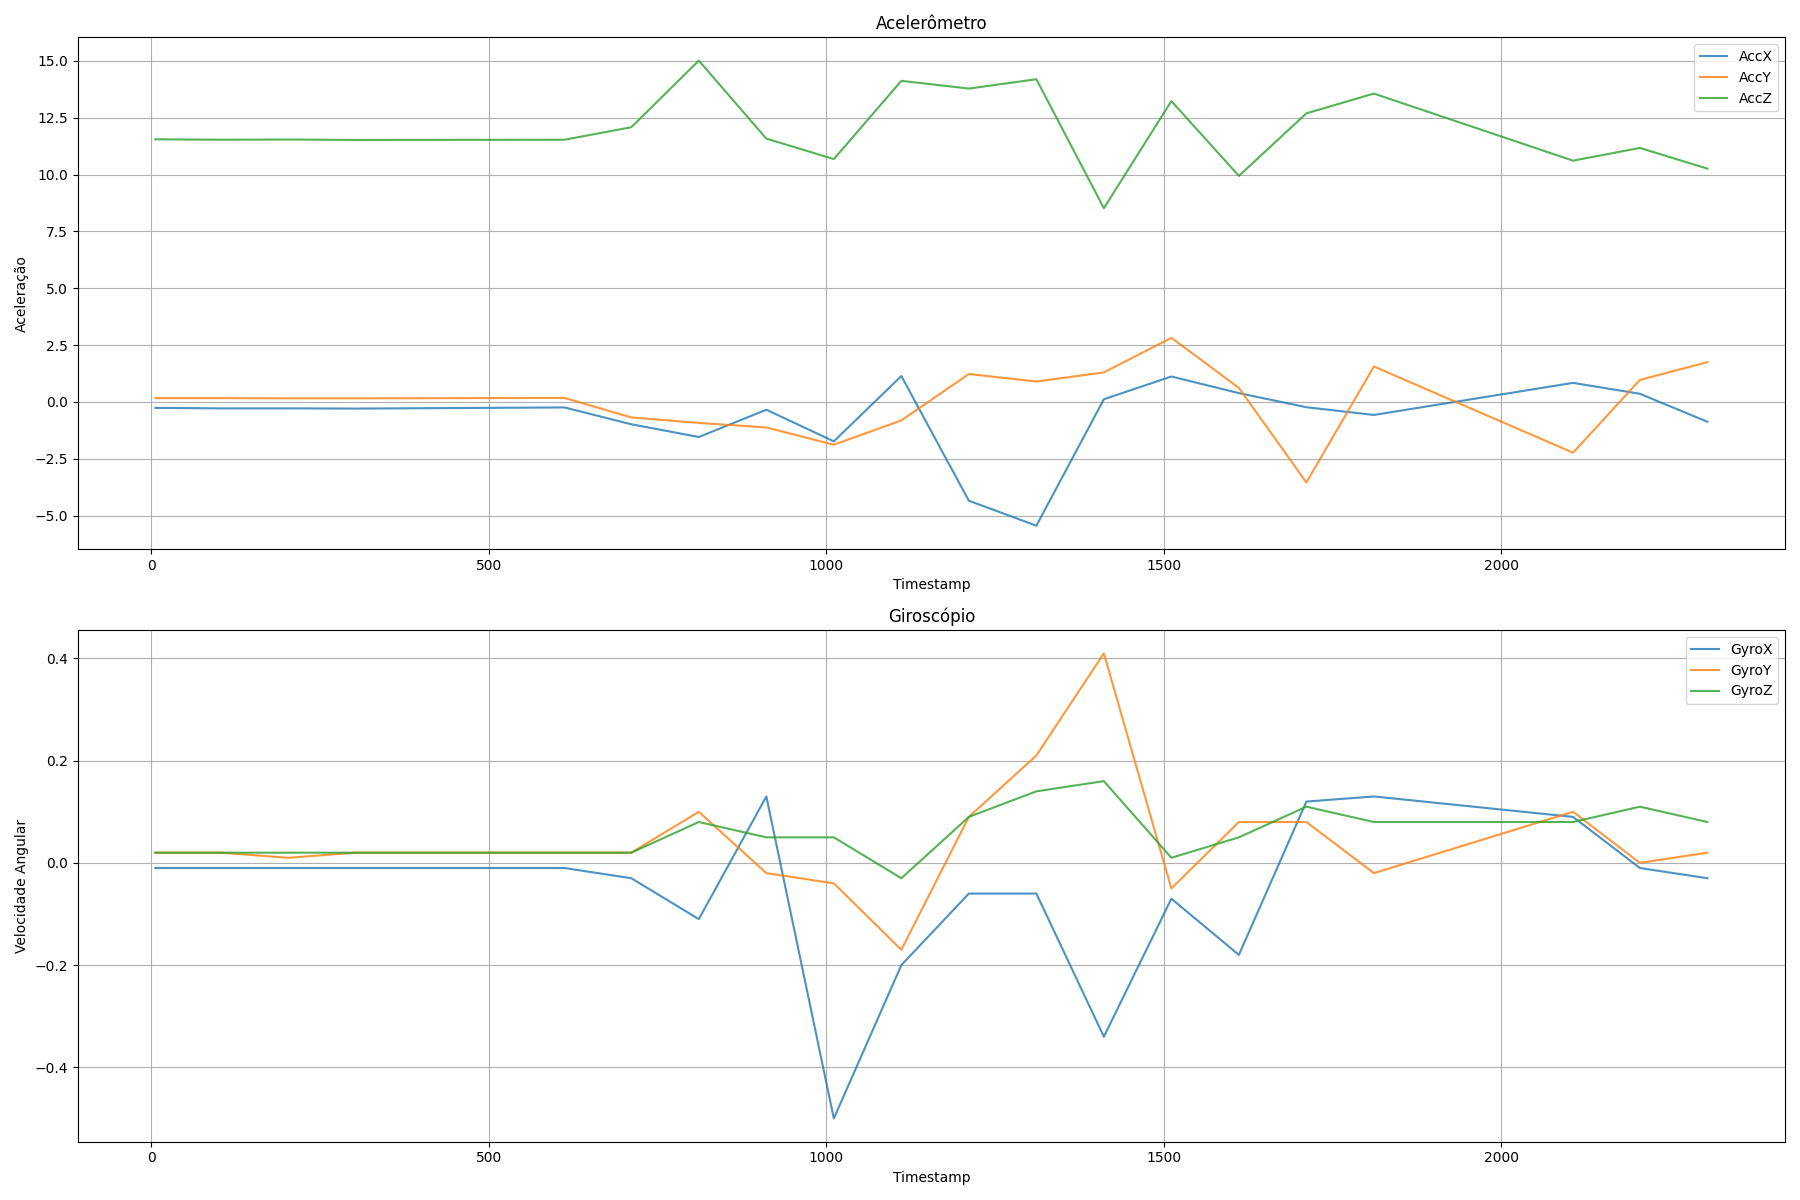 Acelerômetro
15.0
12.5
10.0
7.5
5.0
2.5
0.0
−2.5
−5.0
Aceleração
AccX
AccY
AccZ
0 500 1000 1500 2000
Timestamp
Giroscópio
0.4
0.2
0.0
−0.2
−0.4
Velocidade Angular
GyroX
GyroY
GyroZ
0 500 1000 1500 2000
Timestamp